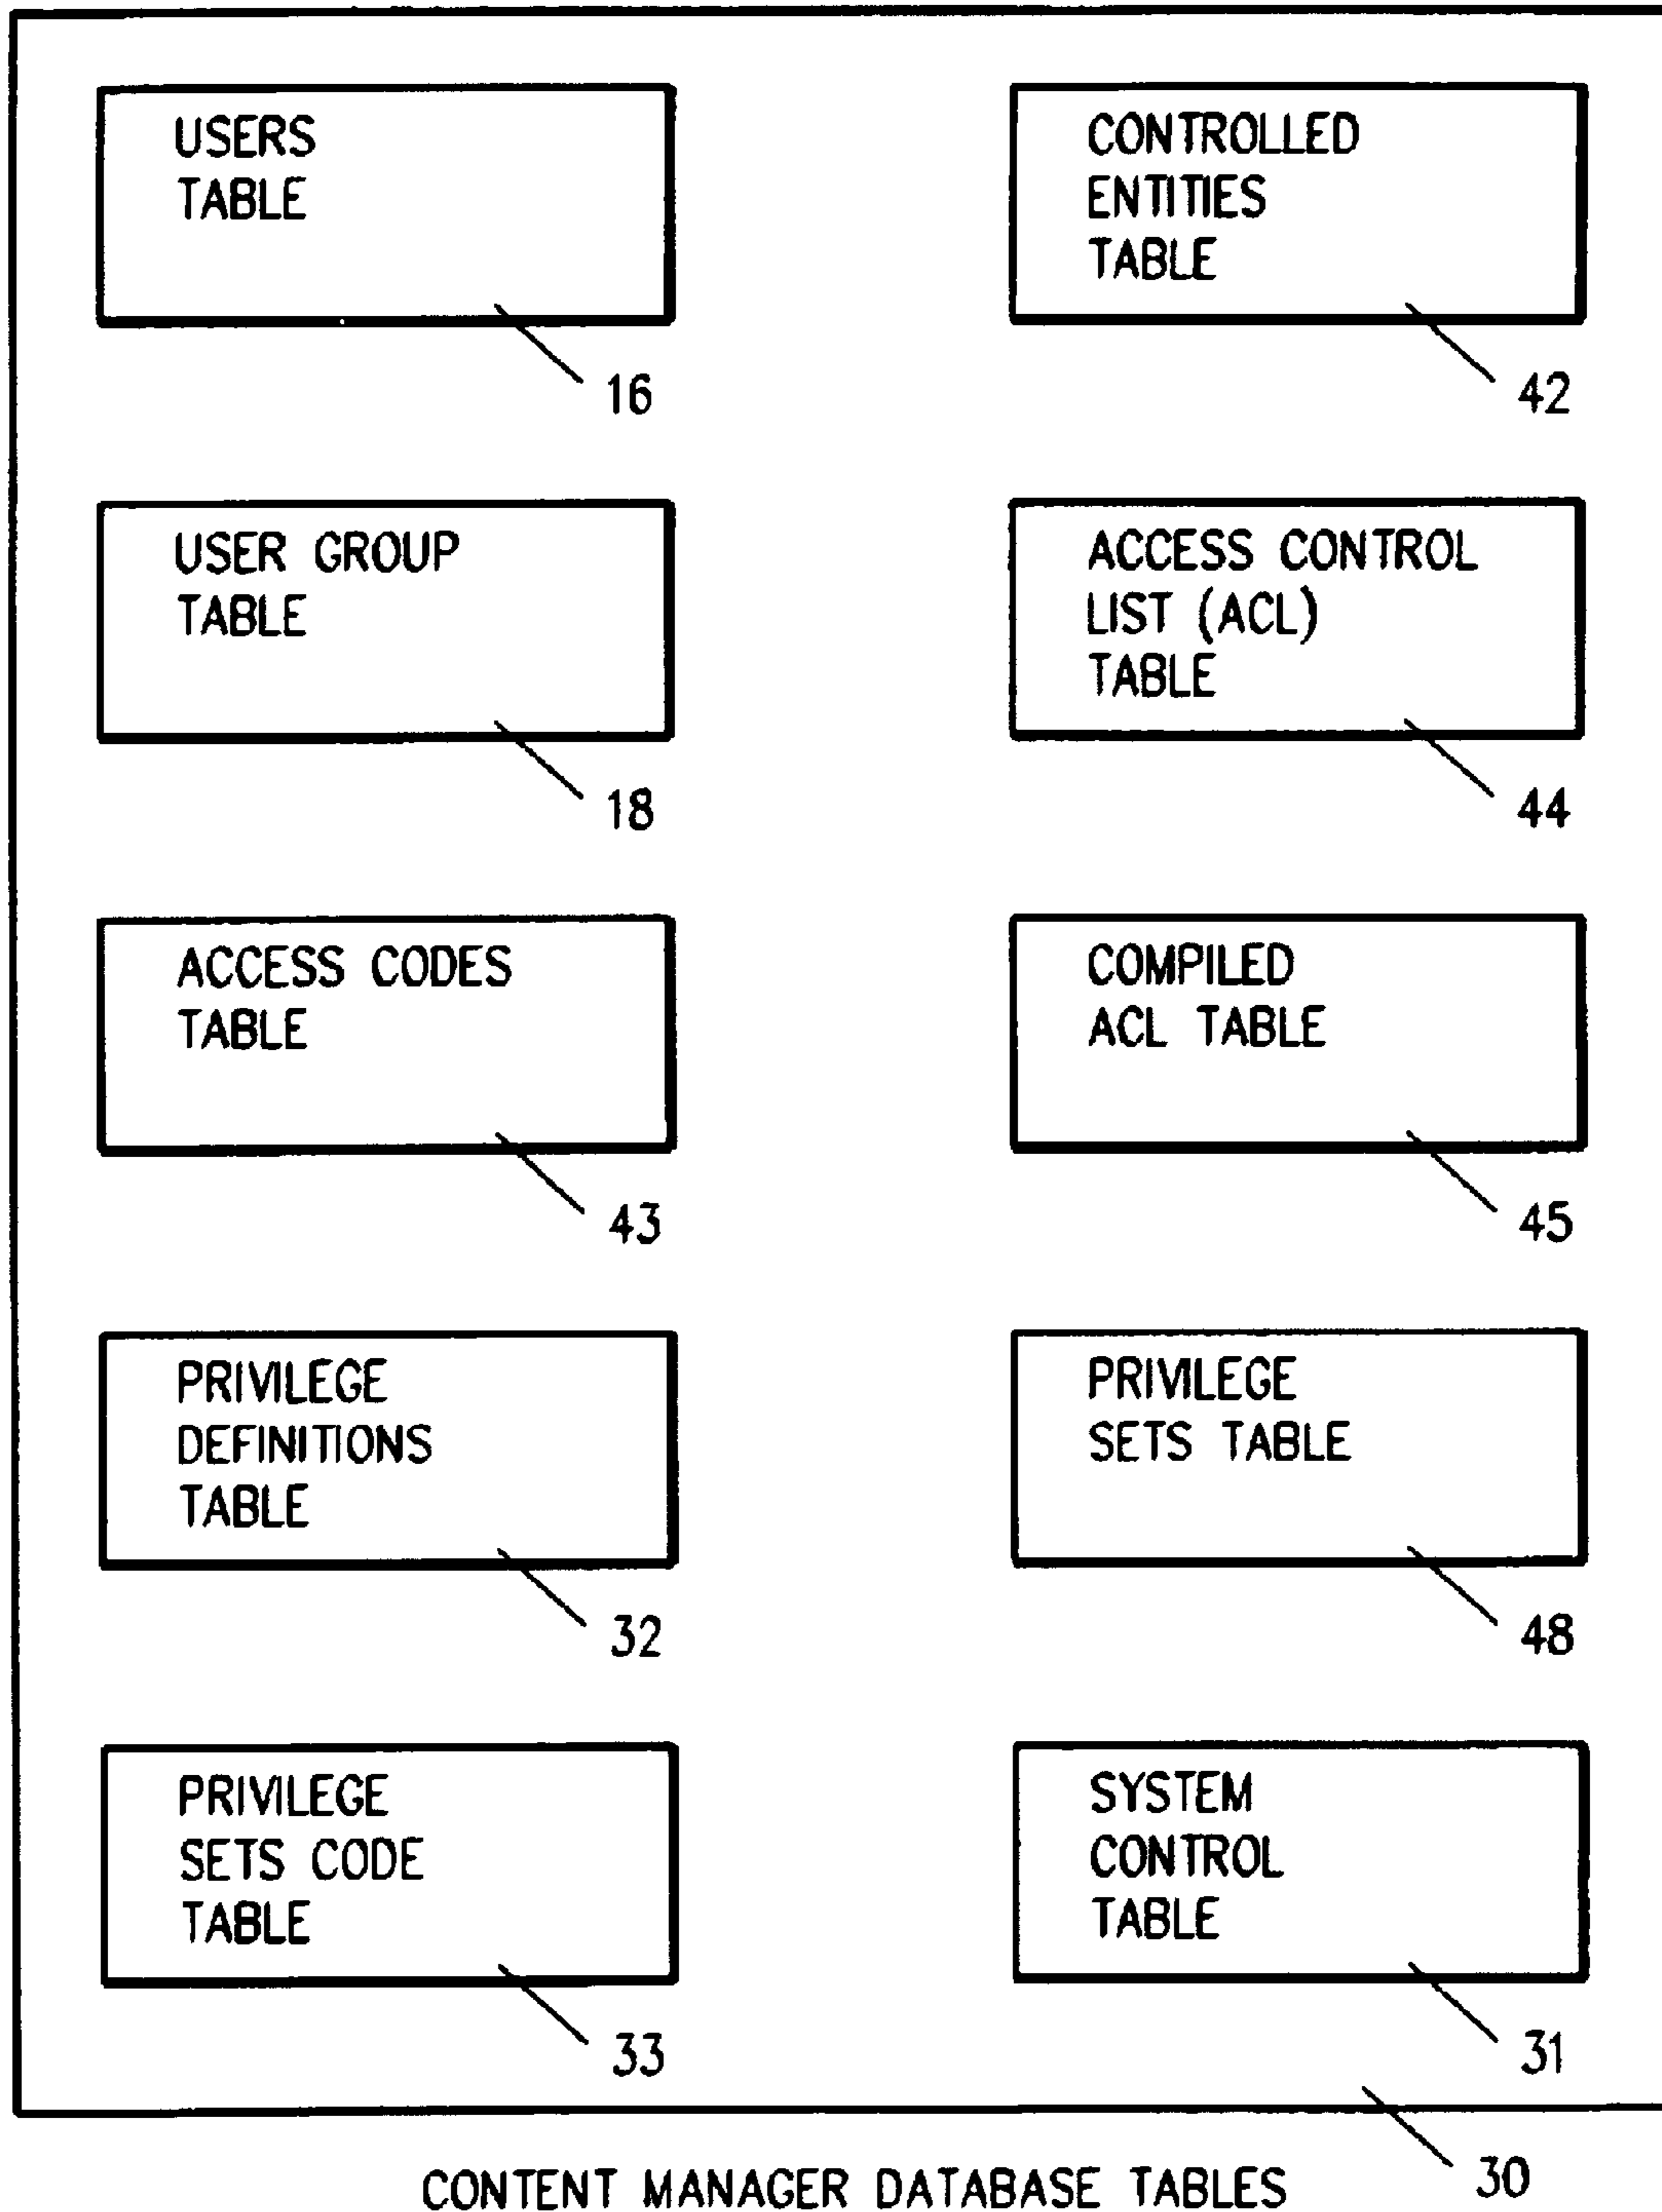 USERS
TABLE
16
CONTROLLED
ENTITIES
TABLE
42
USER GROUP
TABLE
18
ACCESS CONTROL
LIST (ACL)
TABLE
44
ACCESS CODES
TABLE
43
COMPILED
ACL TABLE
45
PRIVILEGE
DEFINITIONS
TABLE
32
PRIVILEGE
SETS TABLE
48
PRIVILEGE
SETS CODE
TABLE
33
SYSTEM
CONTROL
TABLE
31
30
CONTENT MANAGER DATABASE TABLES